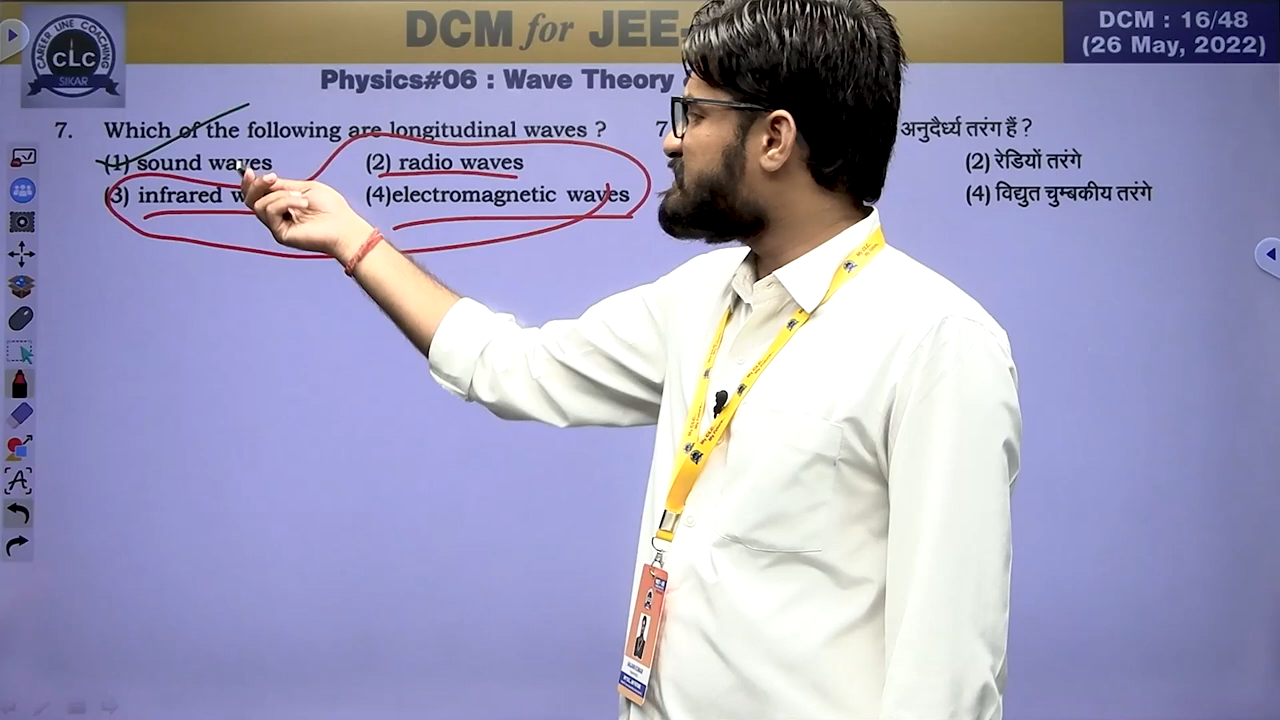 DCM for JEE-
DCM : 16/48
(26 May, 2022)
CAREER LINE COACHING
CLC
SIKAR
Physics#06 : Wave Theory
7. Which of the following are longitudinal waves ?
(1) sound waves (2) radio waves
(3) infrared (4)electromagnetic waves
7
अनुदैर्ध्य तरंग हैं ?
(2) रेडियों तरंगे
(4) विद्युत चुम्बकीय तरंगे